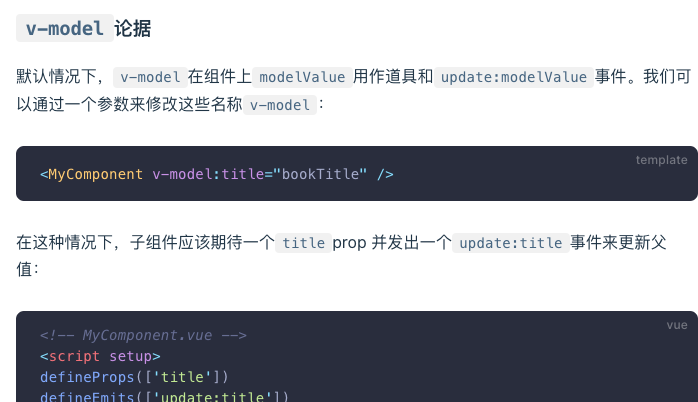 v-model 论据
默认情况下，v-model 在组件上 modelValue 用作道具和 update:modelValue 事件。我们可
以通过一个参数来修改这些名称 v-model：
template
<MyComponent v-model:title="bookTitle" />
在这种情况下，子组件应该期待一个 title prop 并发出一个 update:title 事件来更新父
值：
vue
<!-- MyComponent.vue -->
<script setup>
defineProps(['title'])
defineEmits(['update:title'])